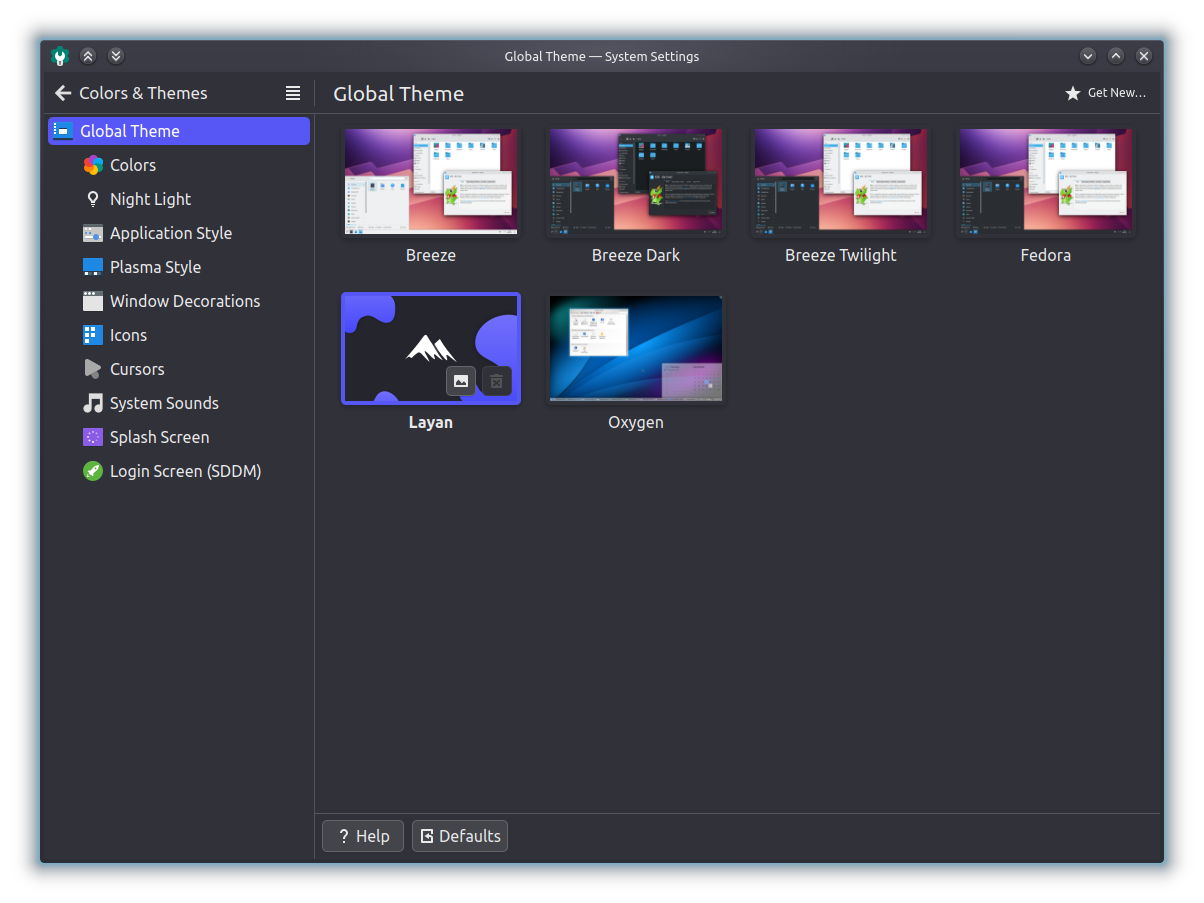 Global Theme — System Settings
Colors & Themes
Global Theme
Get New...
Global Theme
Colors
Night Light
Application Style
Plasma Style
Window Decorations
Icons
Cursors
System Sounds
Splash Screen
Login Screen (SDDM)
Breeze
Breeze Dark
Breeze Twilight
Fedora
Layan
Oxygen
? Help
Defaults